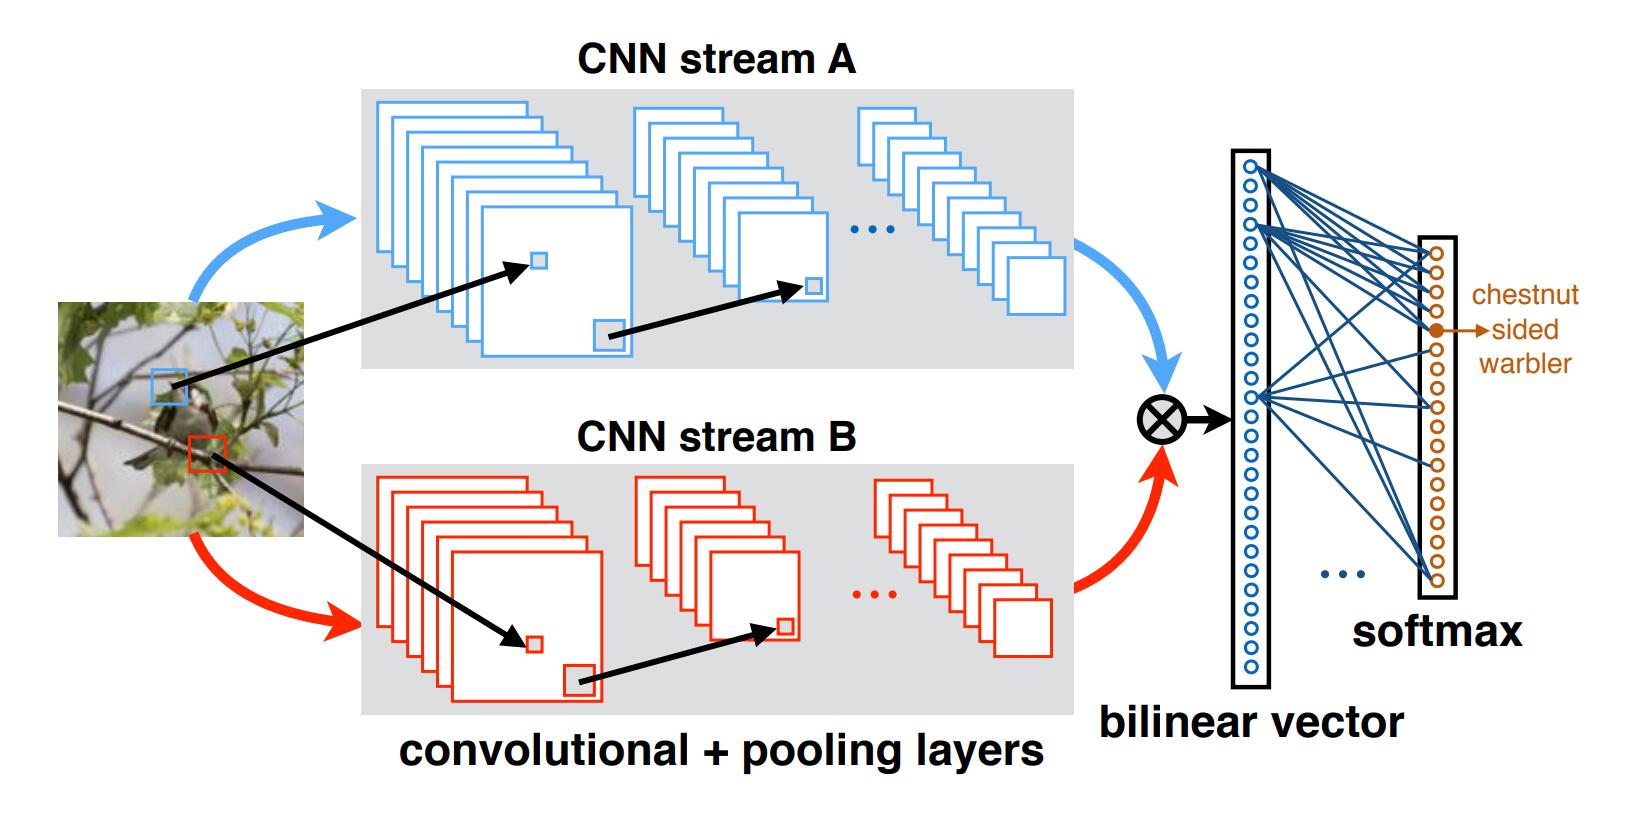 CNN stream A
CNN stream B
convolutional + pooling layers
bilinear vector
softmax
chestnut
sided
warbler